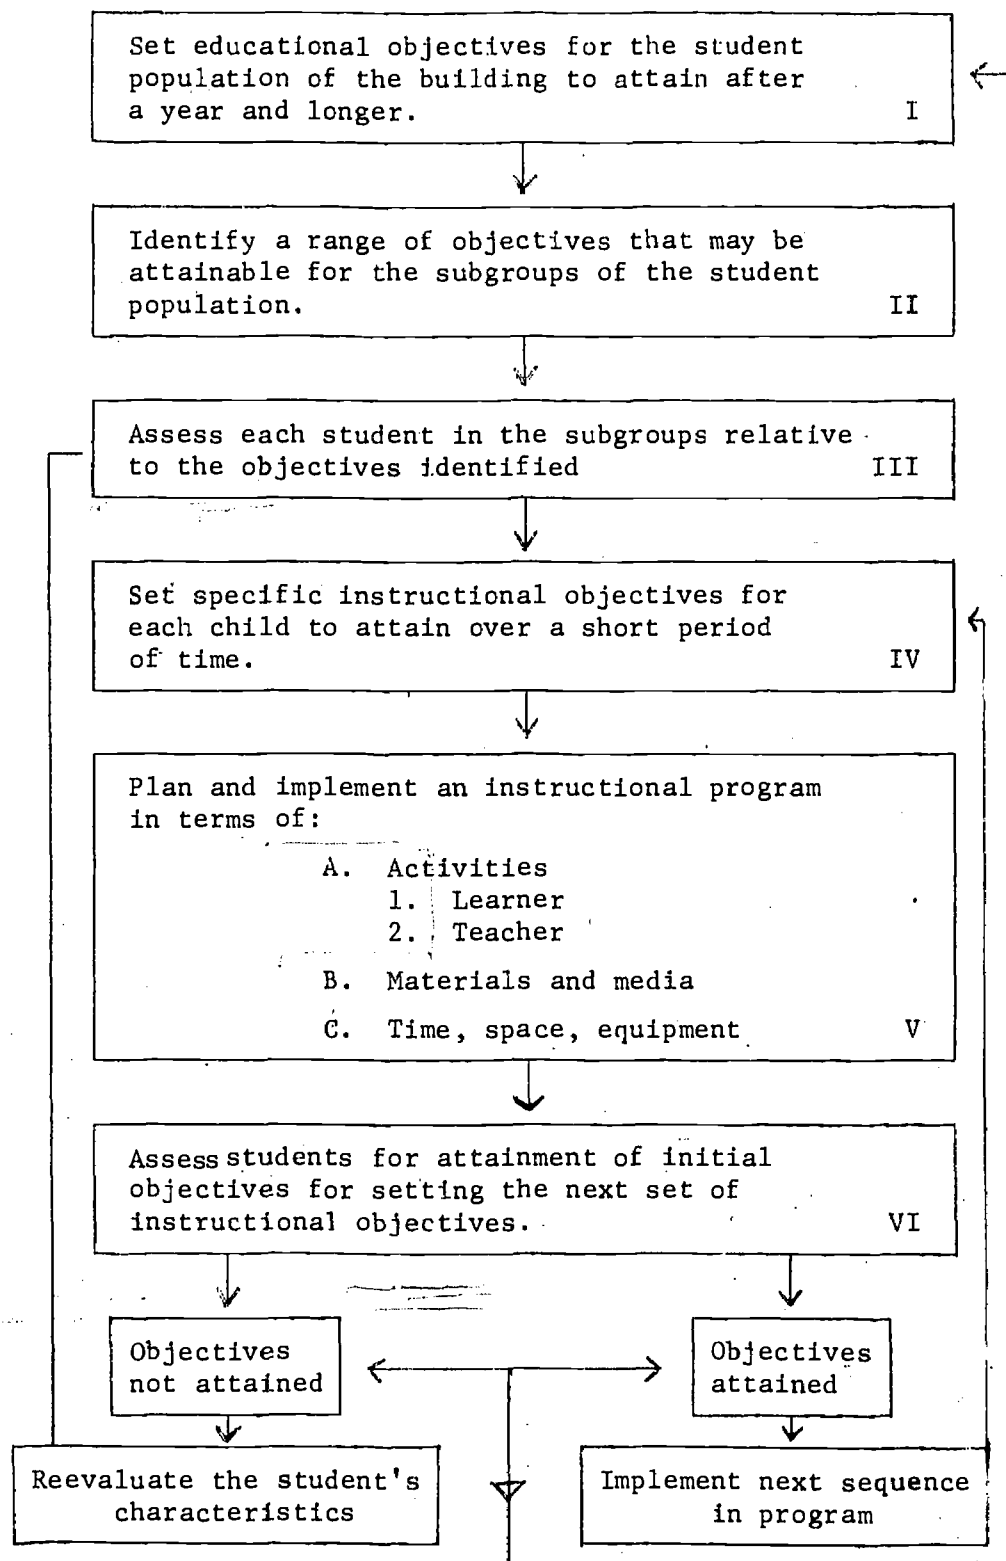 Set educational objectives for the student
population of the building to attain after
a year and longer. I
Identify a range of objectives that may be
attainable for the subgroups of the student
population. II
Assess each student in the subgroups relative
to the objectives identified III
Set specific instructional objectives for
each child to attain over a short period
of time. IV
Plan and implement an instructional program
in terms of:
A. Activities
1. Learner
2. Teacher
B. Materials and media
C. Time, space, equipment V
Assess students for attainment of initial
objectives for setting the next set of
instructional objectives. VI
Objectives
not attained
Objectives
attained
Reevaluate the student's
characteristics
Implement next sequence
in program